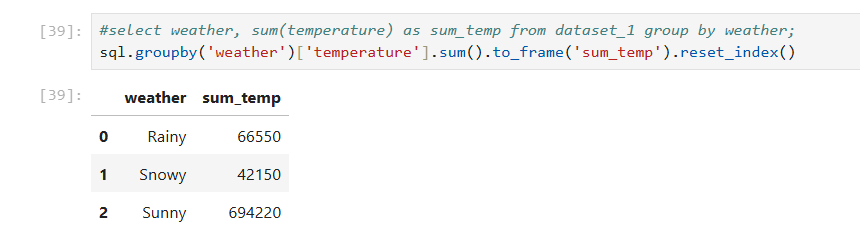 [39]: #select weather, sum(temperature) as sum_temp from dataset_1 group by weather;
sql.groupby('weather')['temperature'].sum().to_frame('sum_temp').reset_index()
[39]: weather sum_temp
0 Rainy 66550
1 Snowy 42150
2 Sunny 694220